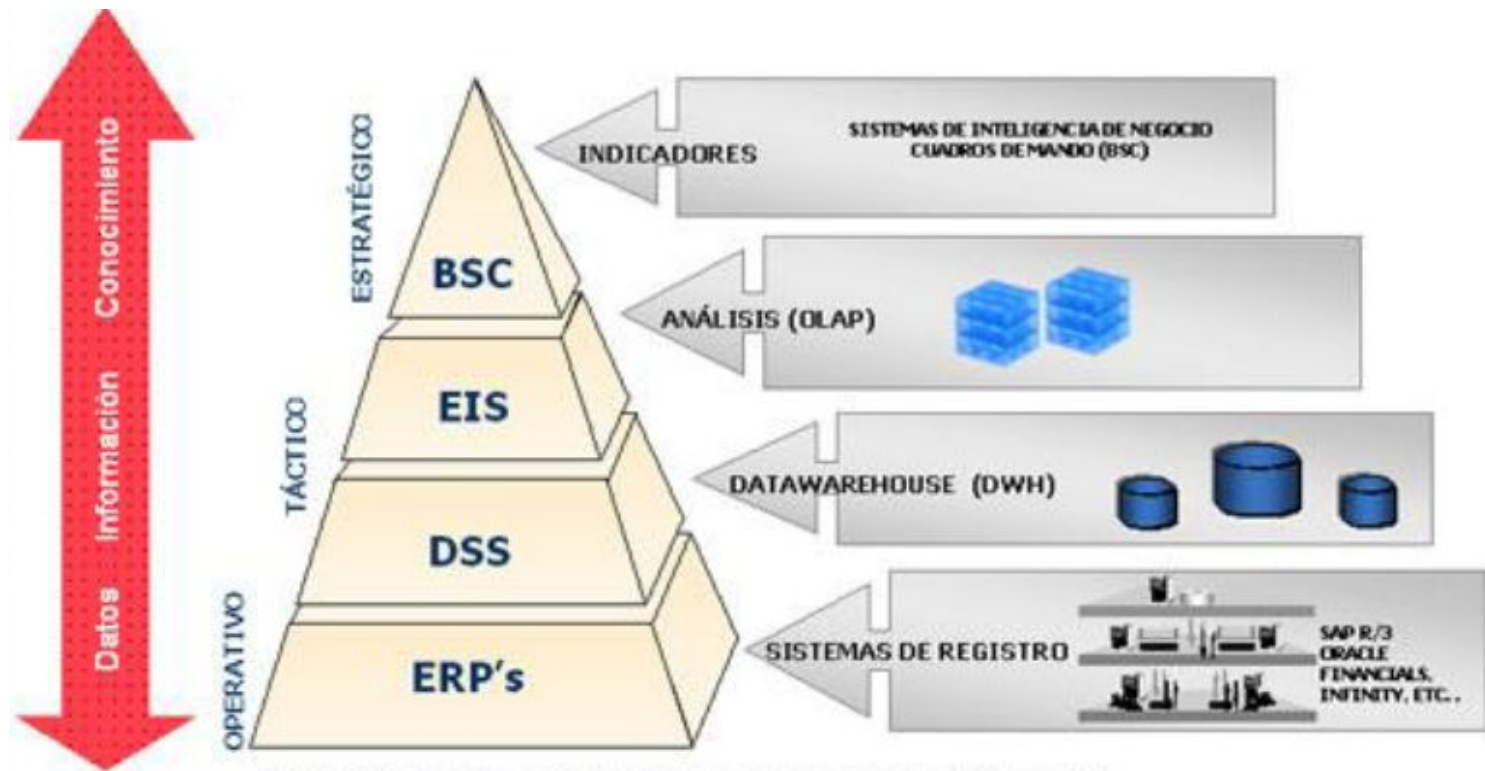 Conocimiento
Información
Datos
ESTRATÉGICO
TÁCTICO
OPERATIVO
BSC
EIS
DSS
ERP's
INDICADORES
SISTEMAS DE INTELIGENCIA DE NEGOCIO
CUADROS DE MANDO (BSC)
ANÁLISIS (OLAP)
DATAWAREHOUSE (DWH)
SISTEMAS DE REGISTRO
SAP R/3
ORACLE
FINANCIALS,
INFINITY, ETC..